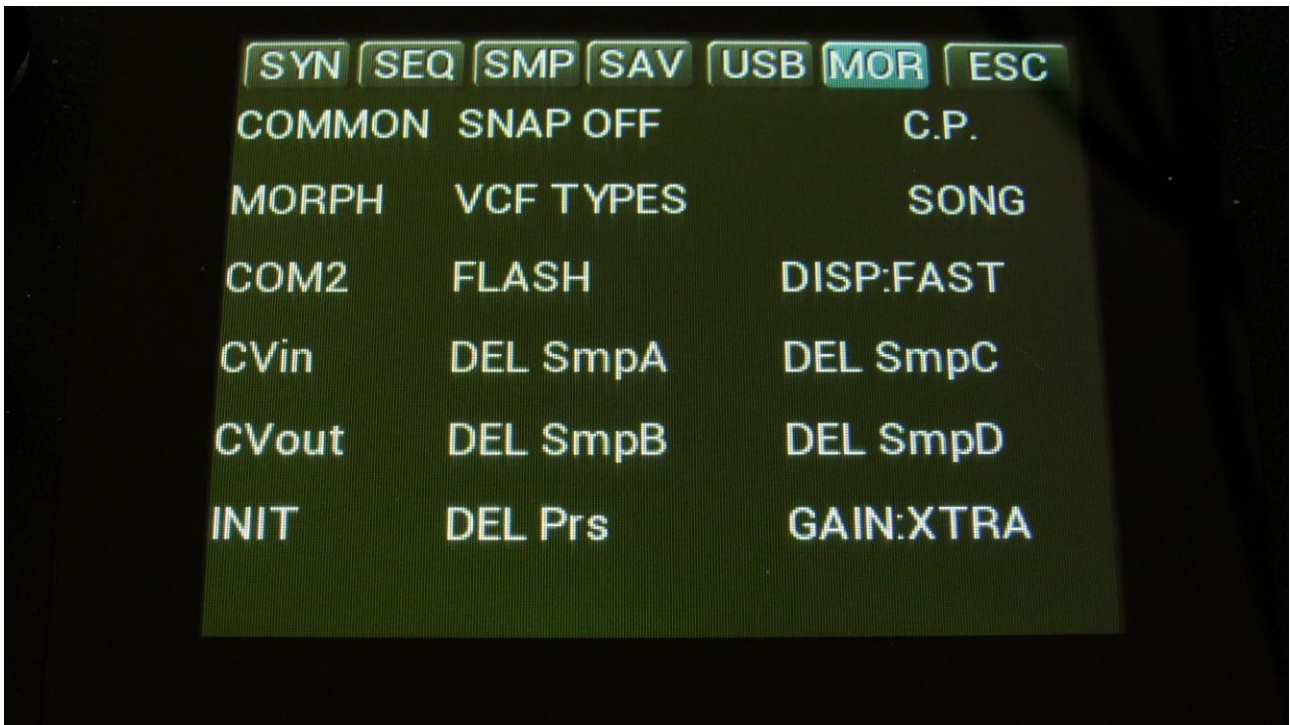 SYN SEQ SMP SAV USB MOR ESC
COMMON SNAP OFF C.P.
MORPH VCF TYPES SONG
COM2 FLASH DISP:FAST
CVin DEL SmpA DEL SmpC
CVout DEL SmpB DEL SmpD
INIT DEL Prs GAIN:XTRA